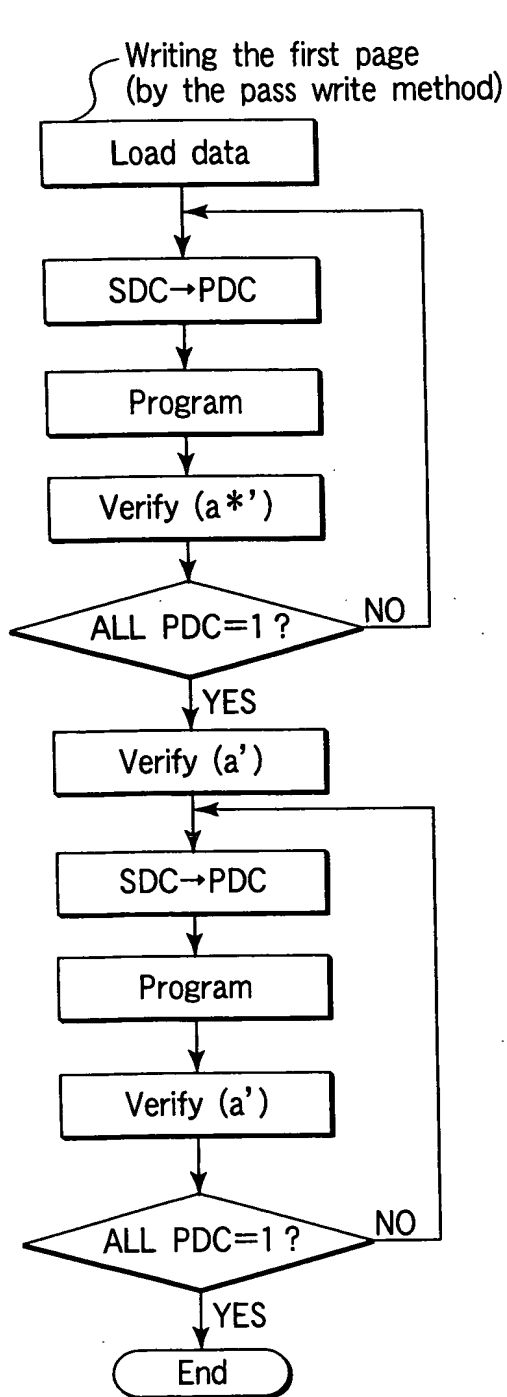 Writing the first page
(by the pass write method)
Load data
SDC→PDC
Program
Verify (a*')
ALL PDC=1?
NO
YES
Verify (a')
SDC→PDC
Program
Verify (a')
ALL PDC=1?
NO
YES
End